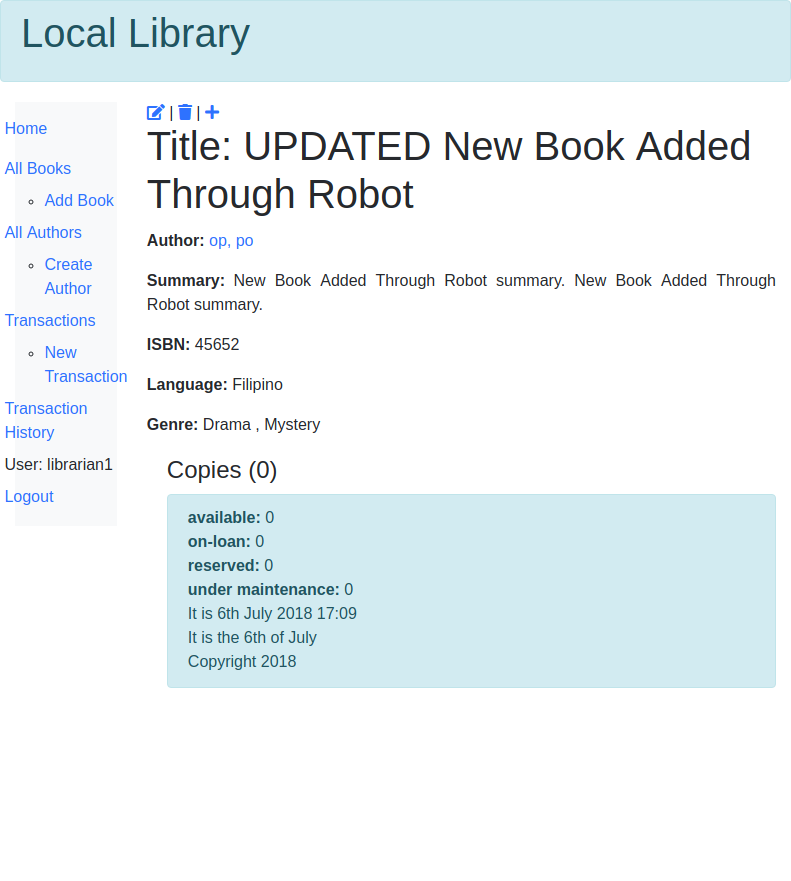 Local Library
Home
All Books
Add Book
All Authors
Create
Author
Transactions
New
Transaction
Transaction
History
User: librarian1
Logout
| |
Title: UPDATED New Book Added
Through Robot
Author: op, po
Summary: New Book Added Through Robot summary. New Book Added Through
Robot summary.
ISBN: 45652
Language: Filipino
Genre: Drama , Mystery
Copies (0)
available: 0
on-loan: 0
reserved: 0
under maintenance: 0
It is 6th July 2018 17:09
It is the 6th of July
Copyright 2018